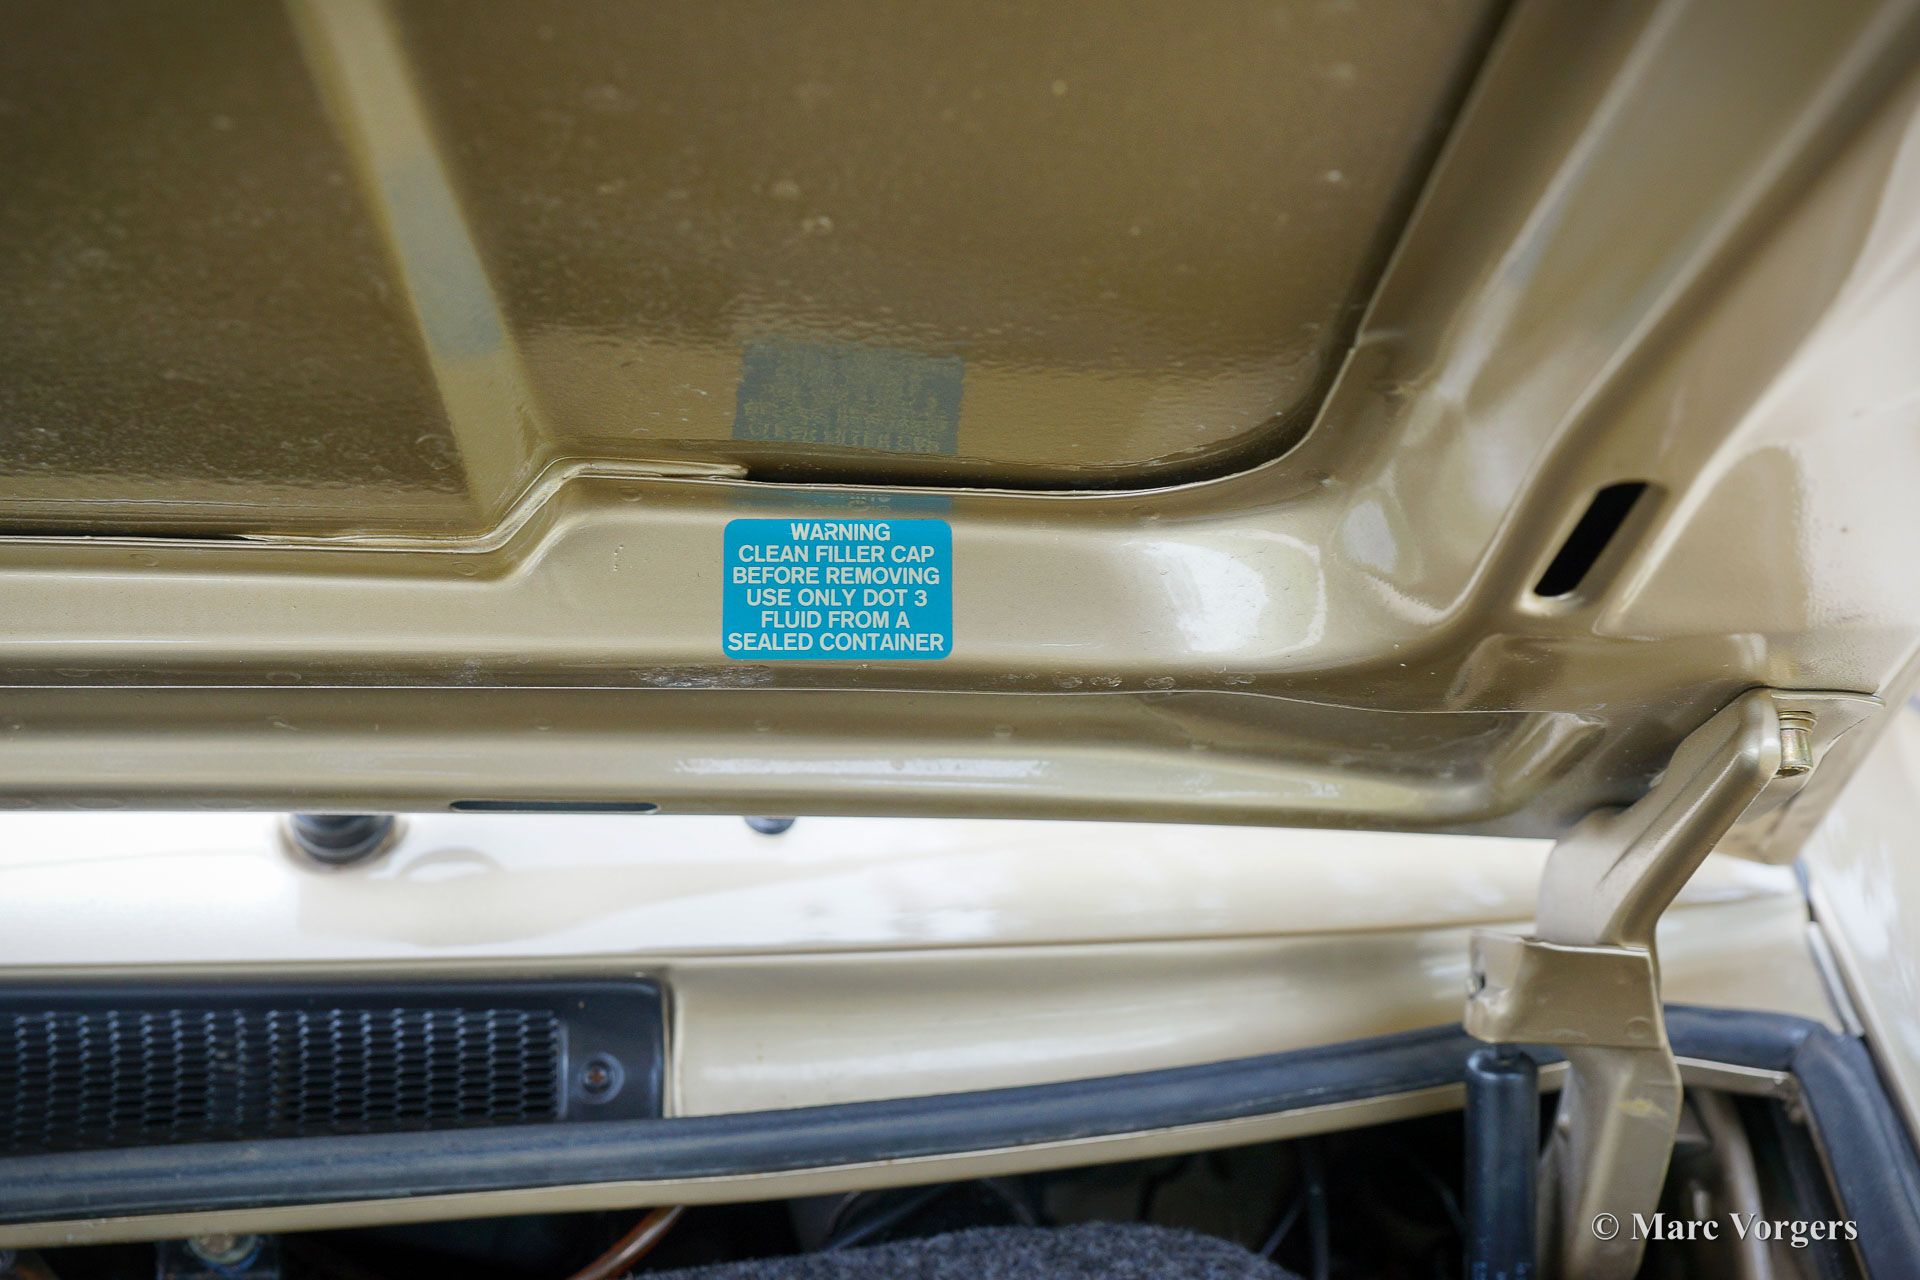 WARNING
CLEAN FILLER CAP
BEFORE REMOVING
USE ONLY DOT 3
FLUID FROM A
SEALED CONTAINER
© Marc Vorgers